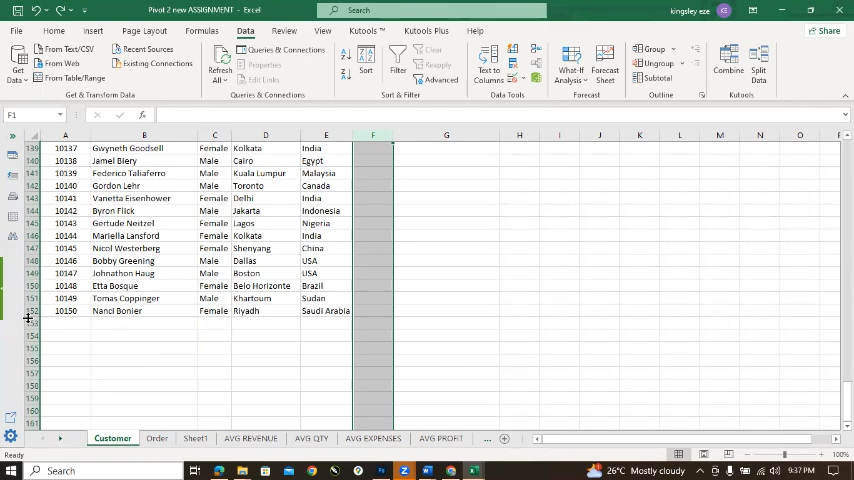 Pivot 2 new ASSIGNMENT - Excel
Search
kingsley eze
KE
File Home Insert Page Layout Formulas Data Review View Kutools ™ Kutools Plus Share
Get Data
From Text/CSV
From Web
From Table/Range
Recent Sources
Existing Connections
Refresh All
Queries & Connections
Properties
Edit Links
Sort
Filter
Clear
Reapply
Advanced
Text to Columns
What-If Analysis
Forecast Sheet
Group
Ungroup
Subtotal
Combine
Split Data
Get & Transform Data Queries & Connections Sort & Filter Data Tools Forecast Outline Kutools
F1 fx
A B C D E F G H I J K L M N O
139 10137 Gwyneth Goodsell Female Kolkata India
140 10138 Jamel Biery Male Cairo Egypt
141 10139 Federico Taliaferro Male Kuala Lumpur Malaysia
142 10140 Gordon Lehr Male Toronto Canada
143 10141 Vanetta Eisenhower Female Delhi India
144 10142 Byron Flick Male Jakarta Indonesia
145 10143 Gertude Neitzel Female Lagos Nigeria
146 10144 Mariella Lansford Female Kolkata India
147 10145 Nicol Westerberg Female Shenyang China
148 10146 Bobby Greening Male Dallas USA
149 10147 Johnathon Haug Male Boston USA
150 10148 Etta Bosque Female Belo Horizonte Brazil
151 10149 Tomas Coppinger Male Khartoum Sudan
152 10150 Nanci Bonier Female Riyadh Saudi Arabia
153
154
155
156
157
158
159
160
161
Customer Order Sheet1 AVG REVENUE AVG QTY AVG EXPENSES AVG PROFIT ...
Ready 100%
Search 26°C Mostly cloudy 9:37 PM